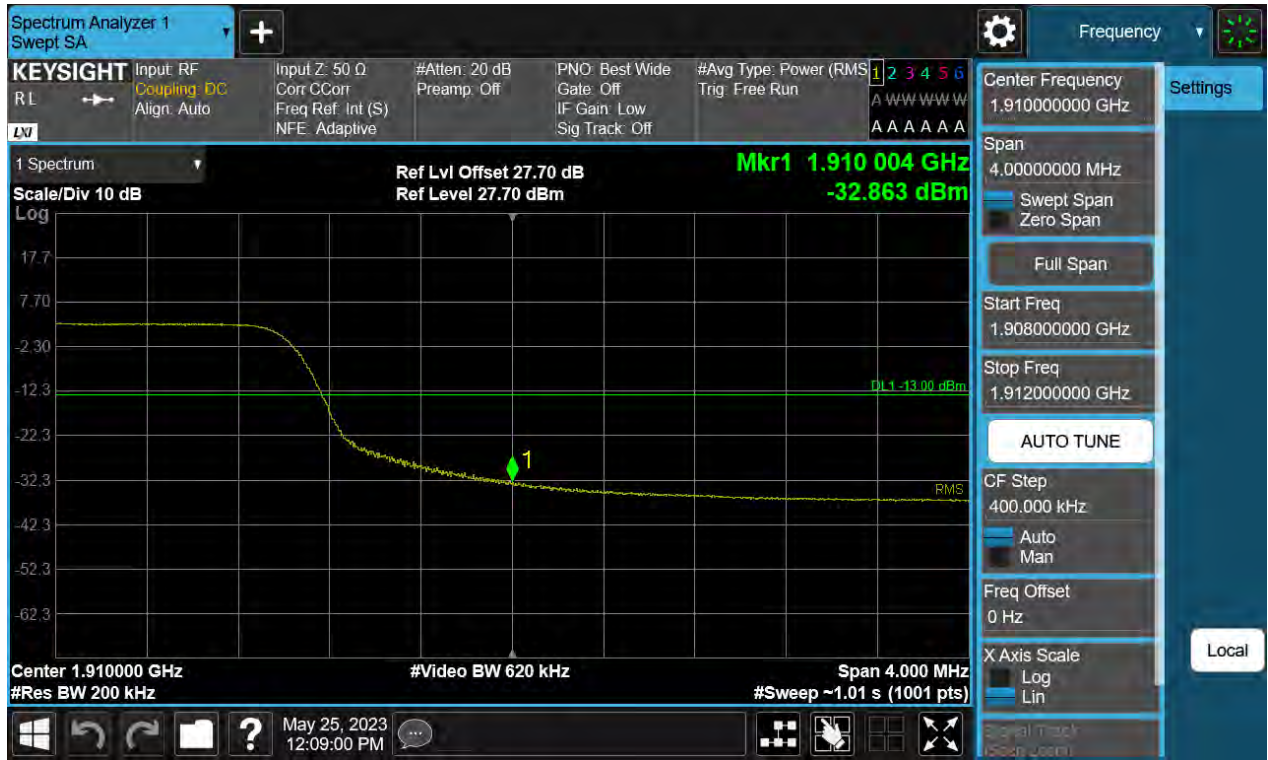 Spectrum Analyzer 1
Swept SA
Frequency
KEYSIGHT
RL
LXI
Input: RF
Coupling: DC
Align: Auto
Input Z: 50 Ω
Corr CCorr
Freq Ref: Int (S)
NFE: Adaptive
#Atten: 20 dB
Preamp: Off
PNO: Best Wide
Gate: Off
IF Gain: Low
Sig Track: Off
#Avg Type: Power (RMS
Trig: Free Run
1 2 3 4 5 6
A W W W W W
A A A A A A
1 Spectrum
Scale/Div 10 dB
Log
Ref Lvl Offset 27.70 dB
Ref Level 27.70 dBm
Mkr1 1.910 004 GHz
-32.863 dBm
17.7
7.70
-2.30
-12.3
-22.3
-32.3
-42.3
-52.3
-62.3
DL1 -13.00 dBm
1
RMS
Center 1.910000 GHz
#Res BW 200 kHz
#Video BW 620 kHz
Span 4.000 MHz
#Sweep ~1.01 s (1001 pts)
Center Frequency
1.910000000 GHz
Span
4.00000000 MHz
Swept Span
Zero Span
Full Span
Start Freq
1.908000000 GHz
Stop Freq
1.912000000 GHz
AUTO TUNE
CF Step
400.000 kHz
Auto
Man
Freq Offset
0 Hz
X Axis Scale
Log
Lin
Signal Track
(Span Zoom)
Settings
Local
?
May 25, 2023
12:09:00 PM